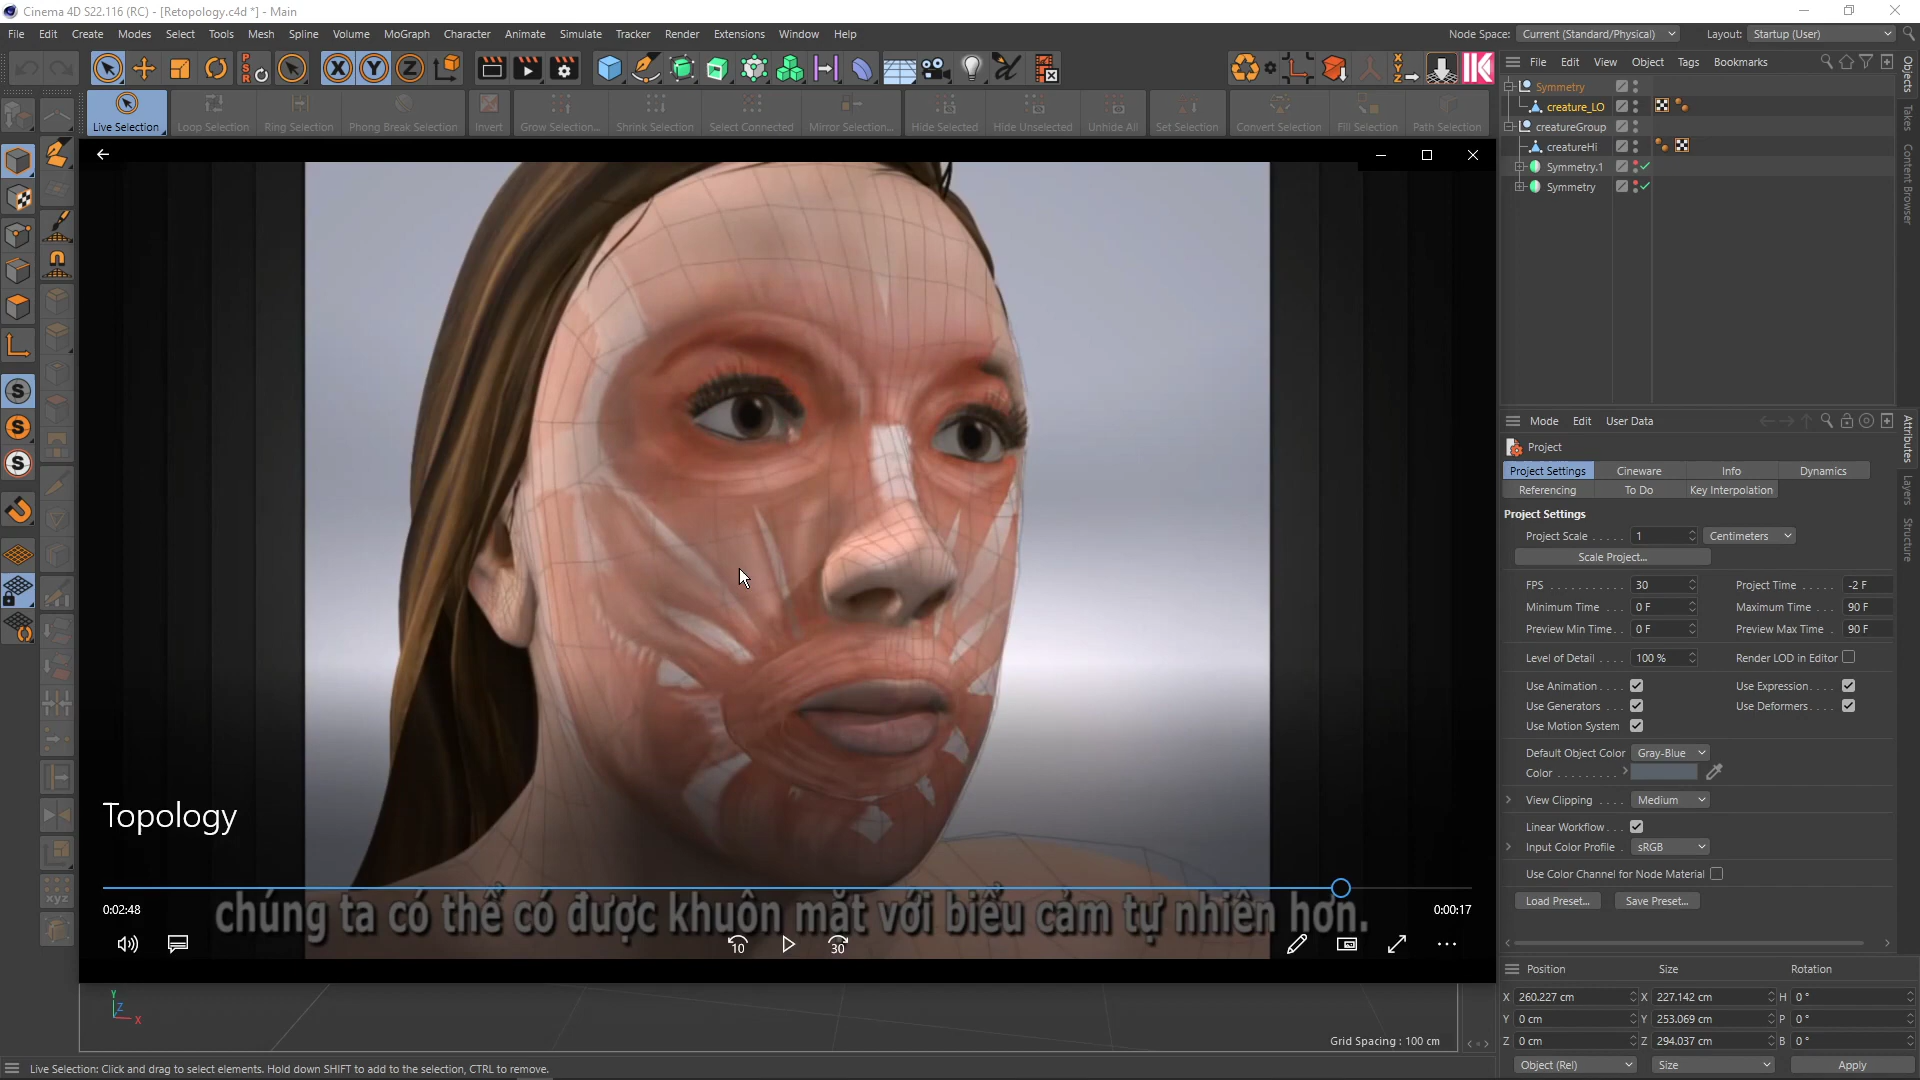 Cinema 4D S22.116 (RC) - [Retopology.c4d *] - Main
File Edit Create Modes Select Tools Mesh Spline Volume MoGraph Character Animate Simulate Tracker Render Extensions Window Help
Node Space: Current (Standard/Physical) Layout: Startup (User)
PSR
X Y Z
Live Selection Loop Selection Ring Selection Phong Break Selection Invert Grow Selection... Shrink Selection Select Connected Mirror Selection... Hide Selected Hide Unselected Unhide All Set Selection Convert Selection Fill Selection Path Selection
File Edit View Object Tags Bookmarks
Symmetry
creature_LO
creatureGroup
creatureHi
Symmetry.1
Symmetry
Objects
Takes
Content Browser
Mode Edit User Data
Project
Project Settings Cineware Info Dynamics
Referencing To Do Key Interpolation
Project Settings
Project Scale ..... 1 Centimeters
Scale Project...
FPS ........... 30 Project Time ..... -2 F
Minimum Time ... 0 F Maximum Time ... 90 F
Preview Min Time.. 0 F Preview Max Time . 90 F
Level of Detail .... 100 % Render LOD in Editor
Use Animation.... Use Expression....
Use Generators ... Use Deformers...
Use Motion System
Default Object Color Gray-Blue
Color .........
View Clipping .... Medium
Linear Workflow...
Input Color Profile . sRGB
Use Color Channel for Node Material
Load Preset... Save Preset...
Attributes
Layers
Structure
Topology
0:02:48
0:00:17
chúng ta có thể có được khuôn mặt với biểu cảm tự nhiên hơn.
10 30
Y
Z
X
Grid Spacing : 100 cm
Position Size Rotation
X 260.227 cm X 227.142 cm H 0 °
Y 0 cm Y 253.069 cm P 0 °
Z 0 cm Z 294.037 cm B 0 °
Object (Rel) Size Apply
Live Selection: Click and drag to select elements. Hold down SHIFT to add to the selection, CTRL to remove.